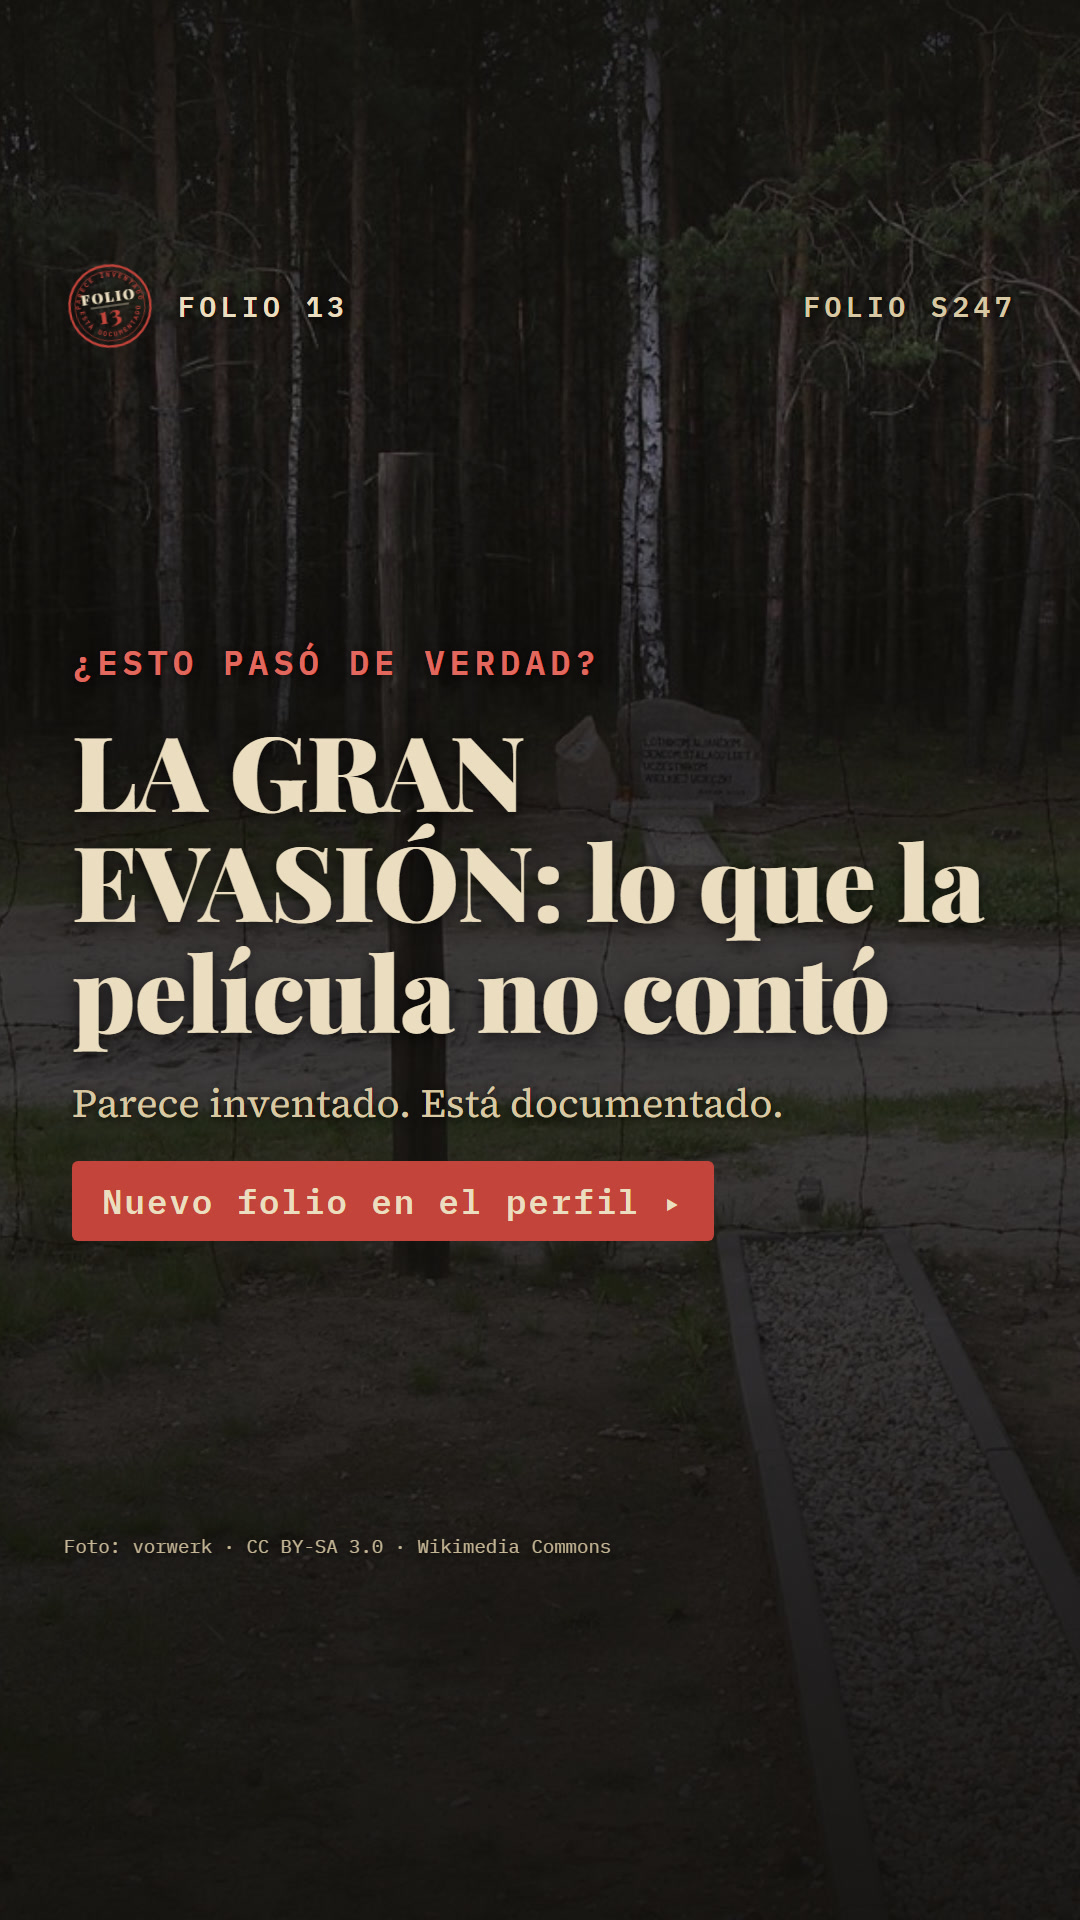 FOLIO
13
FOLIO 13
FOLIO S247
¿ESTO PASÓ DE VERDAD?
LA GRAN
EVASIÓN: lo que la
película no contó
Parece inventado. Está documentado.
Nuevo folio en el perfil ▸
Foto: vorwerk · CC BY-SA 3.0 · Wikimedia Commons